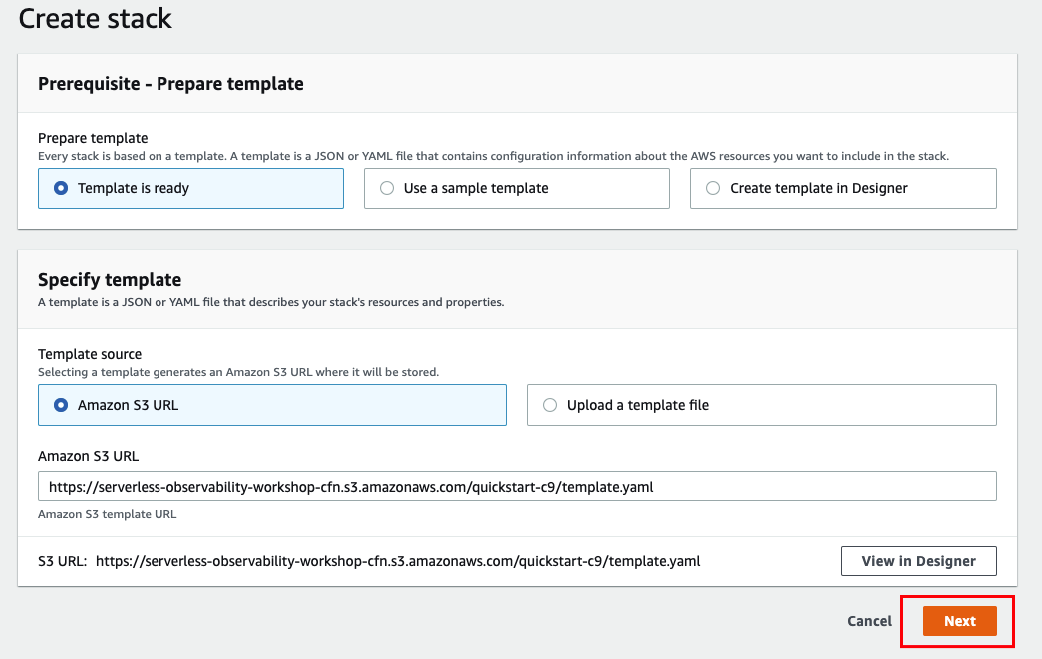 Create stack
Prerequisite - Prepare template
Prepare template
Every stack is based on a template. A template is a JSON or YAML file that contains configuration information about the AWS resources you want to include in the stack.
Template is ready
Use a sample template
Create template in Designer
Specify template
A template is a JSON or YAML file that describes your stack's resources and properties.
Template source
Selecting a template generates an Amazon S3 URL where it will be stored.
Amazon S3 URL
Upload a template file
Amazon S3 URL
https://serverless-observability-workshop-cfn.s3.amazonaws.com/quickstart-c9/template.yaml
Amazon S3 template URL
S3 URL: https://serverless-observability-workshop-cfn.s3.amazonaws.com/quickstart-c9/template.yaml
View in Designer
Cancel
Next